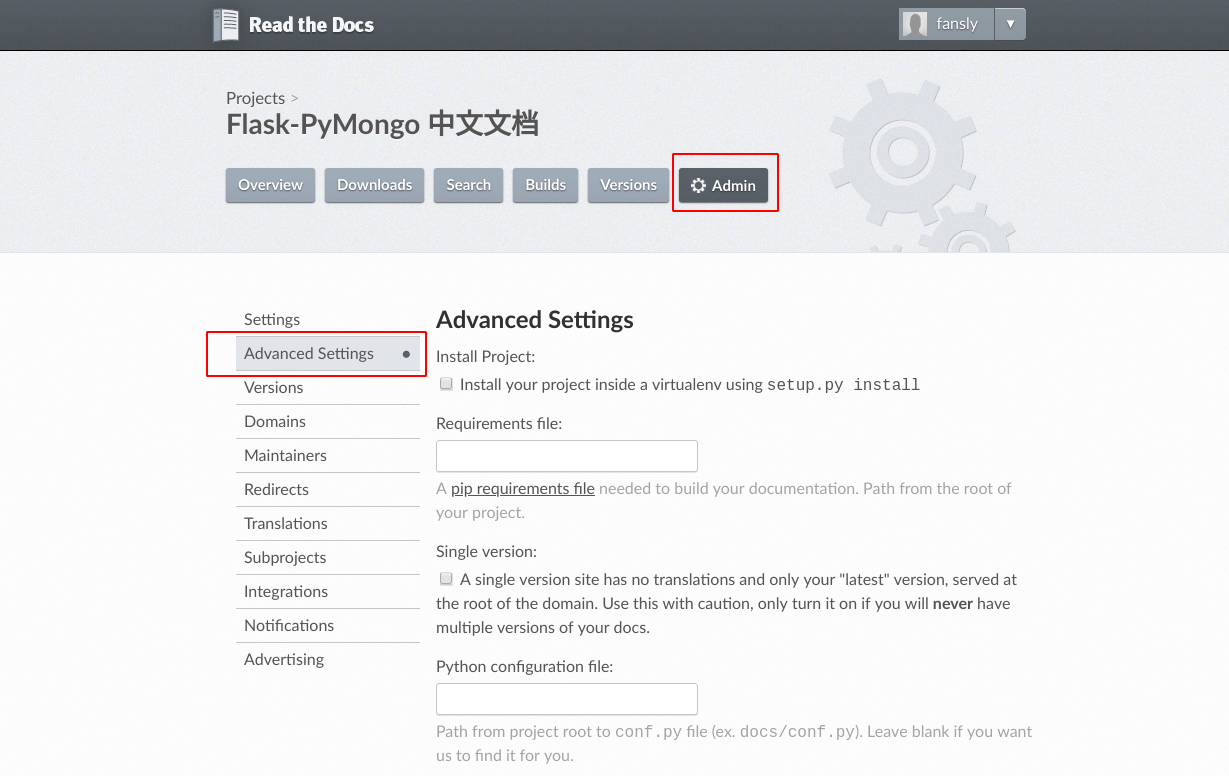 Read the Docs
fansly ▼
Projects >
Flask-PyMongo 中文文档
Overview
Downloads
Search
Builds
Versions
Admin
Settings
Advanced Settings
Versions
Domains
Maintainers
Redirects
Translations
Subprojects
Integrations
Notifications
Advertising
Advanced Settings
Install Project:
Install your project inside a virtualenv using setup.py install
Requirements file:
A pip requirements file needed to build your documentation. Path from the root of
your project.
Single version:
A single version site has no translations and only your "latest" version, served at
the root of the domain. Use this with caution, only turn it on if you will never have
multiple versions of your docs.
Python configuration file:
Path from project root to conf.py file (ex. docs/conf.py). Leave blank if you want
us to find it for you.